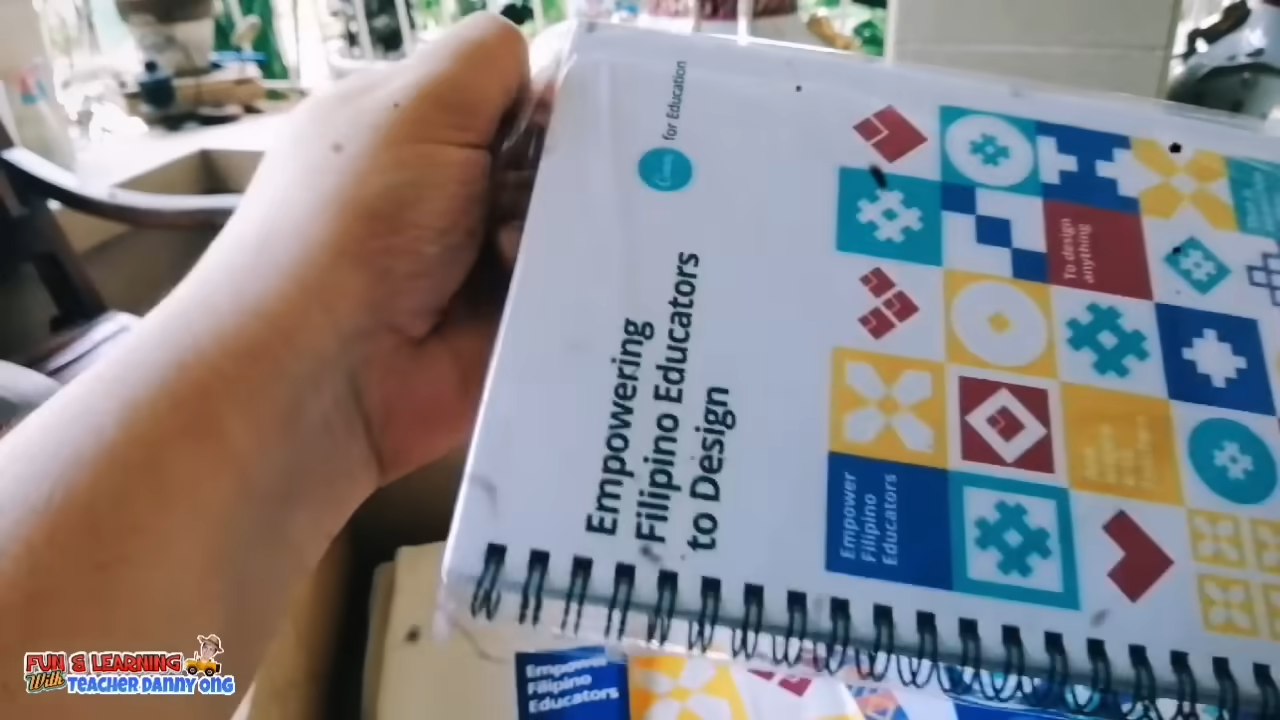 Canva for Education
Empowering
Filipino Educators
to Design
To design
anything
Empower
Filipino
Educators
Empower
Filipino
Educators
FUN & LEARNING
With TEACHER DANNY ONG